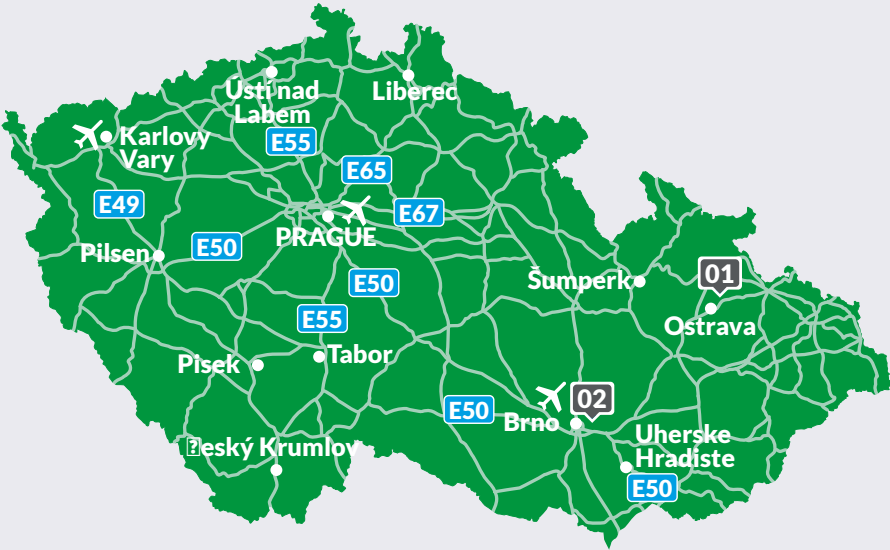 Ústí nad
Labem
Liberec
Karlovy
Vary
E55
E65
E49
E67
PRAGUE
E50
Pilsen
E50
Šumperk
01
E55
Ostrava
Tabor
Pisek
02
E50
Brno
Uherske
Hradiste
eský Krumlov
E50